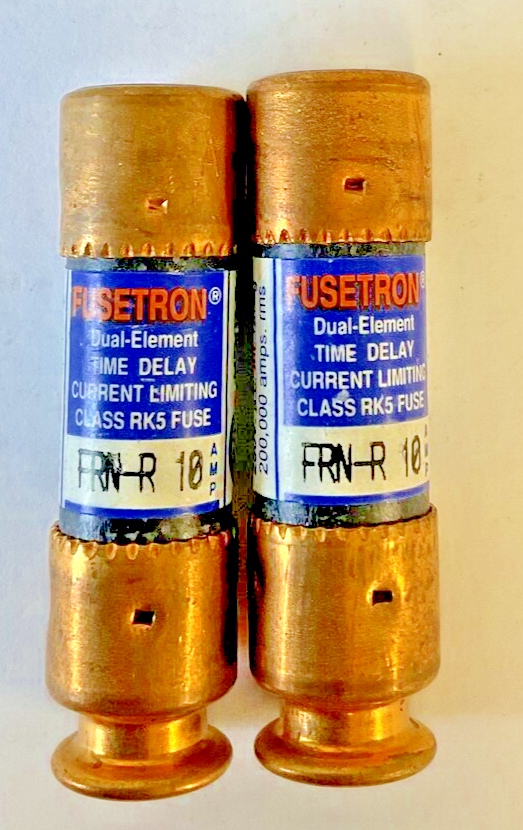 FUSETRON®
Dual-Element
TIME DELAY
CURRENT LIMITING
CLASS RK5 FUSE
FRN-R 10 AMP
200,000 amps. rms
FUSETRON®
Dual-Element
TIME DELAY
CURRENT LIMITING
CLASS RK5 FUSE
FRN-R 10 AMP